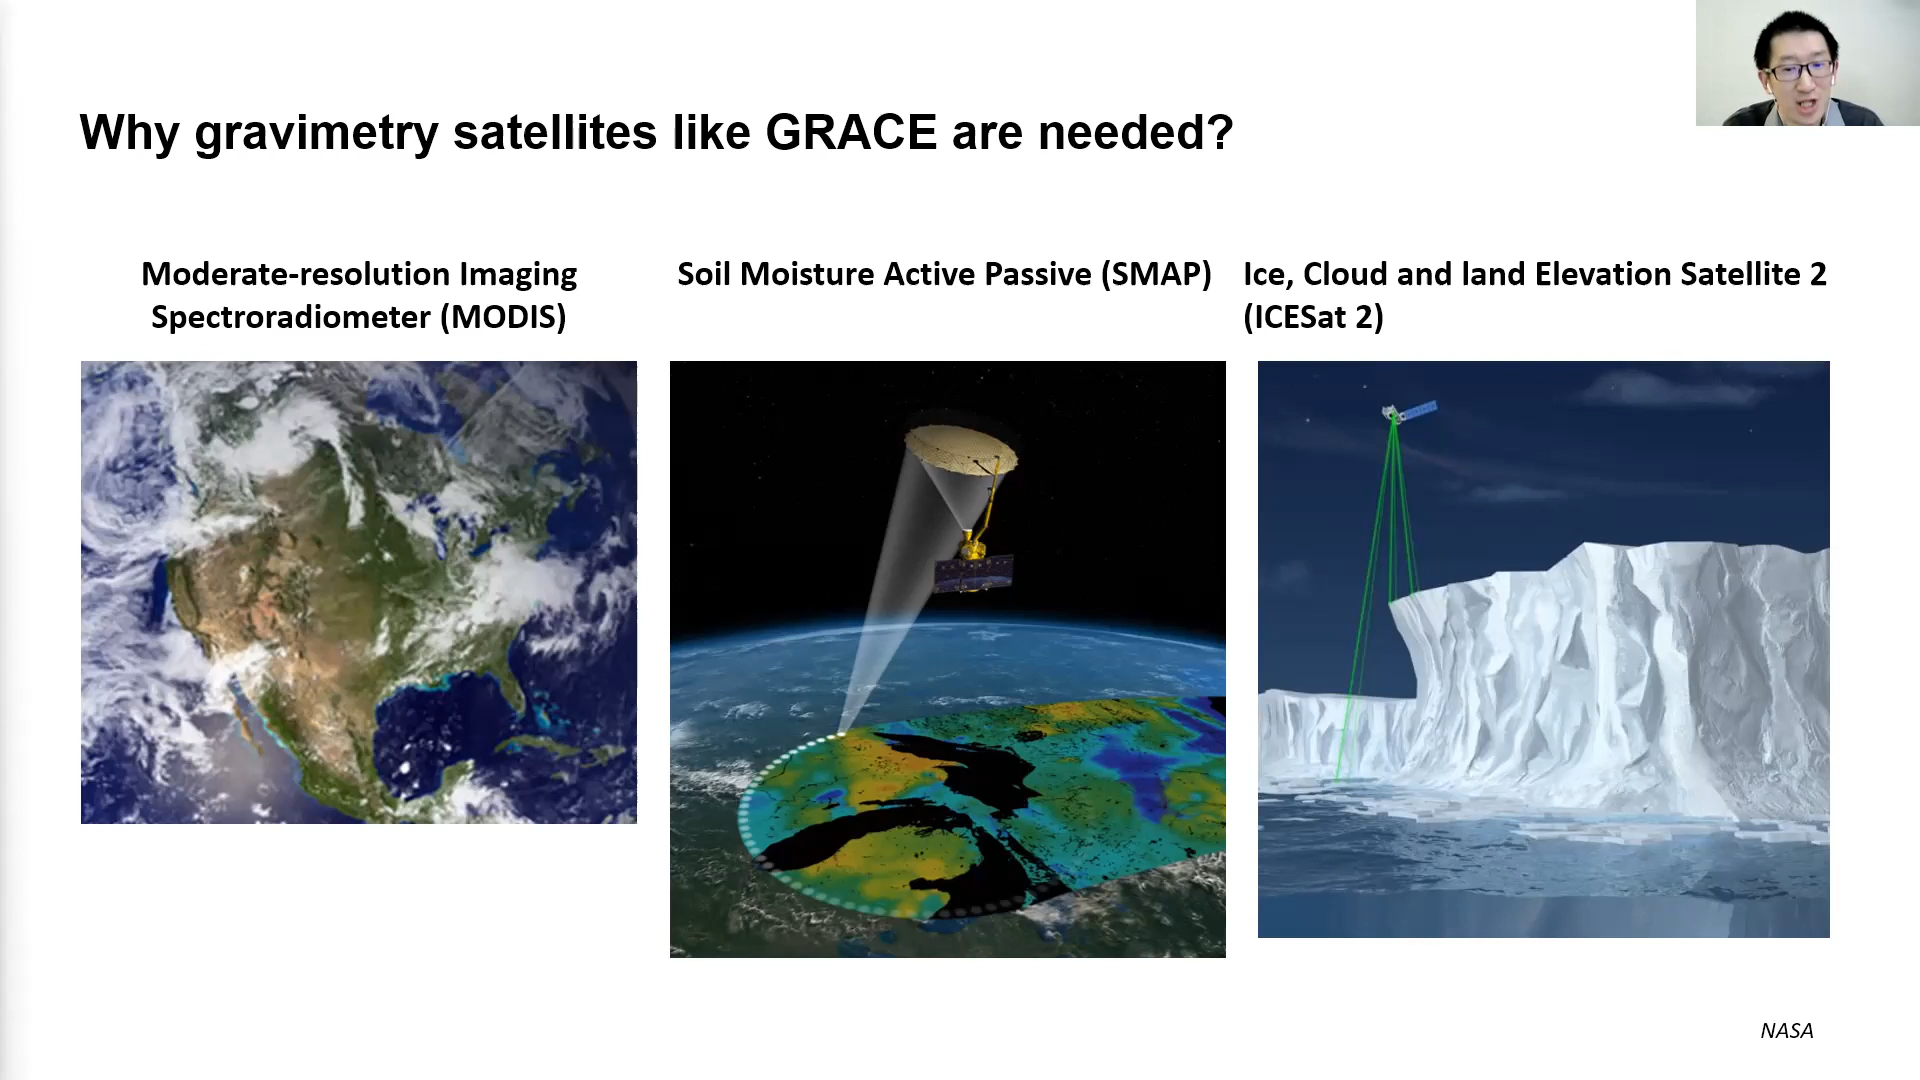 Why gravimetry satellites like GRACE are needed?
Moderate-resolution Imaging
Spectroradiometer (MODIS)
Soil Moisture Active Passive (SMAP)
Ice, Cloud and land Elevation Satellite 2
(ICESat 2)
NASA